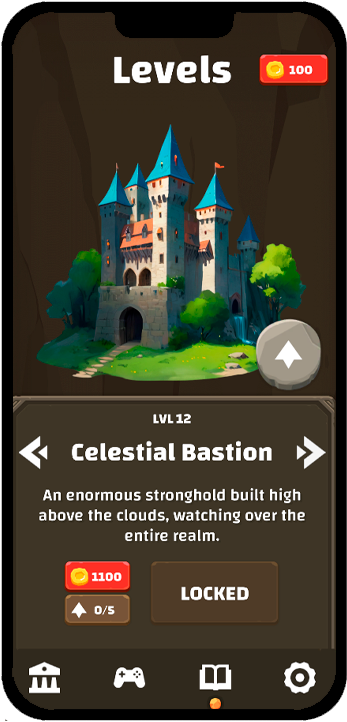 Levels
100
LVL 12
Celestial Bastion
An enormous stronghold built high
above the clouds, watching over the
entire realm.
1100
LOCKED
0/5